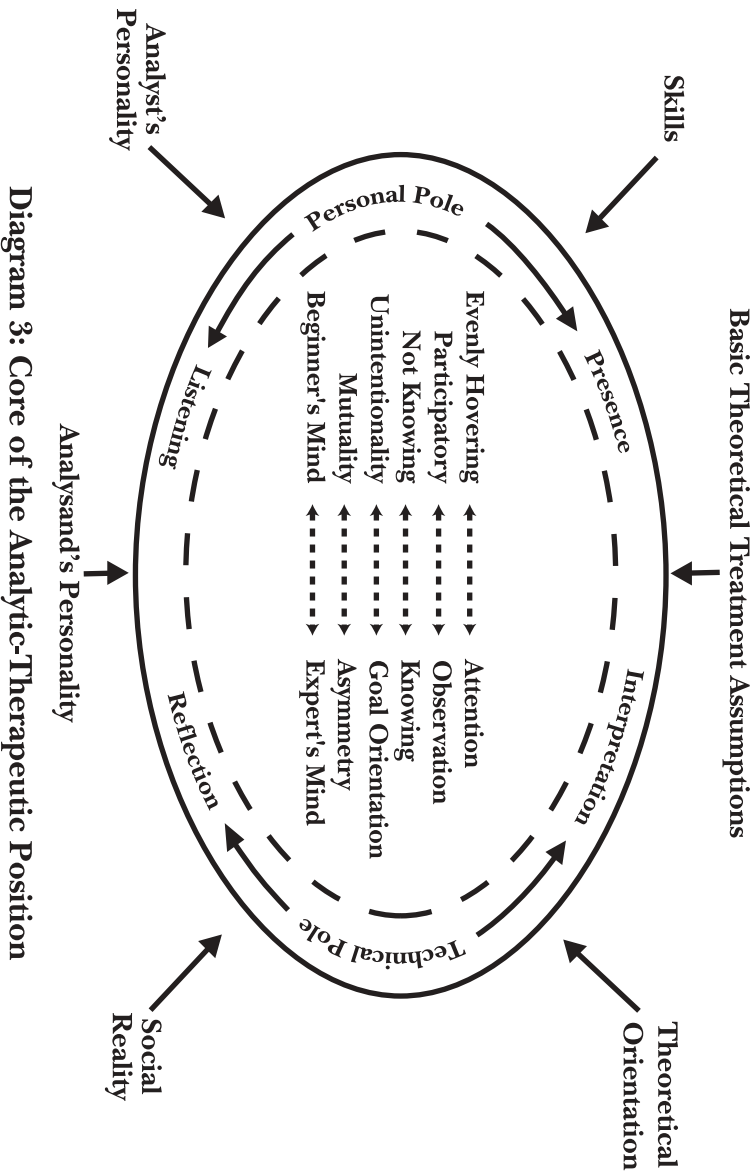 Basic Theoretical Treatment Assumptions
Skills
Theoretical
Orientation
Presence
Interpretation
Personal Pole
Technical Pole
Evenly Hovering
Attention
Participatory
Observation
Not Knowing
Knowing
Unintentionality
Goal Orientation
Mutuality
Asymmetry
Beginner's Mind
Expert's Mind
Listening
Reflection
Analyst's
Personality
Social
Reality
Analysand's Personality
Diagram 3: Core of the Analytic-Therapeutic Position